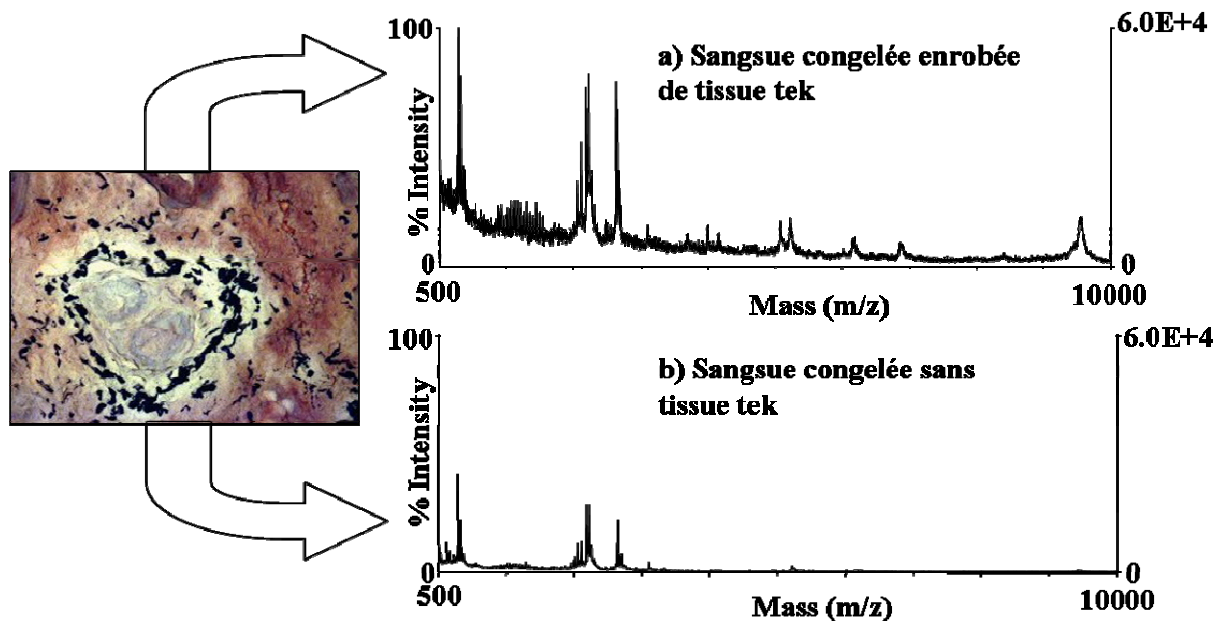 100
6.0E+4
a) Sangsue congelée enrobée
de tissue tek
% Intensity
0
0
500
Mass (m/z)
10000
100
6.0E+4
b) Sangsue congelée sans
tissue tek
% Intensity
0
0
500
Mass (m/z)
10000